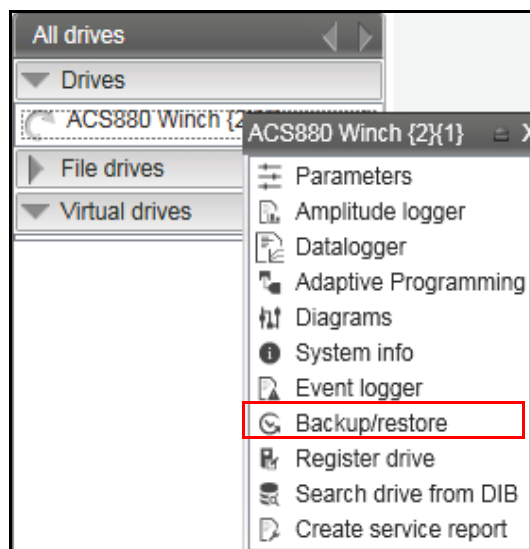 All drives
Drives
ACS880 Winch {2
ACS880 Winch {2}{1}
File drives
Virtual drives
Parameters
Amplitude logger
Datalogger
Adaptive Programming
Diagrams
System info
Event logger
Backup/restore
Register drive
Search drive from DIB
Create service report